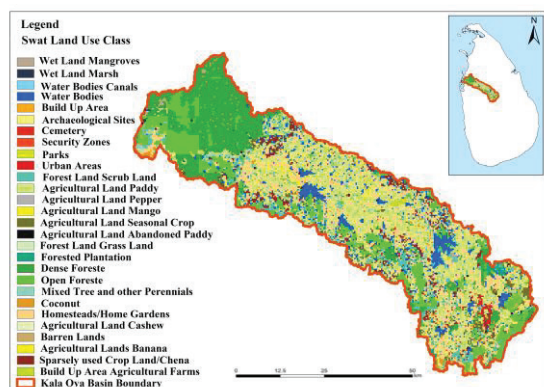 Legend
Swat Land Use Class
Wet Land Mangroves
Wet Land Marsh
Water Bodies Canals
Water Bodies
Build Up Area
Archaeological Sites
Cemetery
Security Zones
Parks
Urban Areas
Forest Land Scrub Land
Agricultural Land Paddy
Agricultural Land Pepper
Agricultural Land Mango
Agricultural Land Seasonal Crop
Agricultural Land Abandoned Paddy
Forest Land Grass Land
Forested Plantation
Dense Foreste
Open Foreste
Mixed Tree and other Perennials
Coconut
Homesteads/Home Gardens
Agricultural Land Cashew
Barren Lands
Agricultural Lands Banana
Sparsely used Crop Land/Chena
Build Up Area Agricultural Farms
Kala Oya Basin Boundary
N
0 12.5 25 50